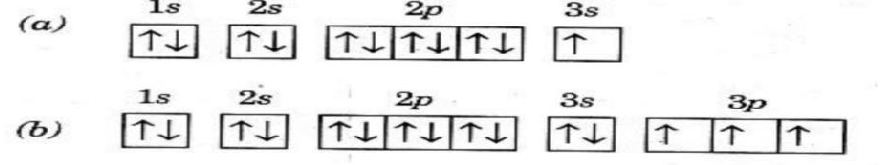 1s 2s 2p 3s
(a) ↑↓ ↑↓ ↑↓ ↑↓ ↑↓ ↑
1s 2s 2p 3s 3p
(b) ↑↓ ↑↓ ↑↓ ↑↓ ↑↓ ↑↓ ↑ ↑ ↑